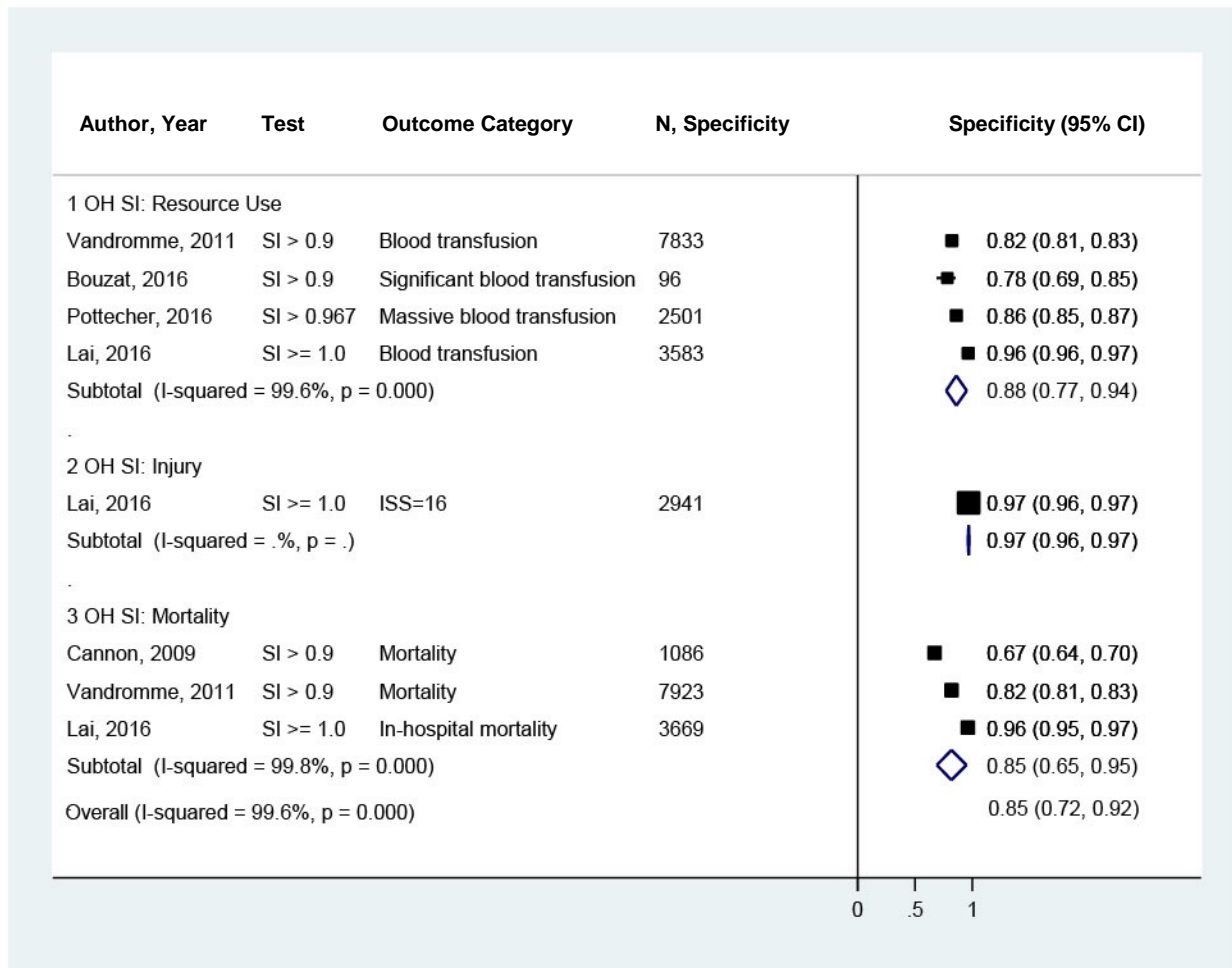 Author, Year Test Outcome Category N, Specificity Specificity (95% CI)
1 OH SI: Resource Use
Vandromme, 2011 SI > 0.9 Blood transfusion 7833 0.82 (0.81, 0.83)
Bouzat, 2016 SI > 0.9 Significant blood transfusion 96 0.78 (0.69, 0.85)
Pottecher, 2016 SI > 0.967 Massive blood transfusion 2501 0.86 (0.85, 0.87)
Lai, 2016 SI >= 1.0 Blood transfusion 3583 0.96 (0.96, 0.97)
Subtotal (I-squared = 99.6%, p = 0.000) 0.88 (0.77, 0.94)
.
2 OH SI: Injury
Lai, 2016 SI >= 1.0 ISS=16 2941 0.97 (0.96, 0.97)
Subtotal (I-squared = .%, p = .) 0.97 (0.96, 0.97)
.
3 OH SI: Mortality
Cannon, 2009 SI > 0.9 Mortality 1086 0.67 (0.64, 0.70)
Vandromme, 2011 SI > 0.9 Mortality 7923 0.82 (0.81, 0.83)
Lai, 2016 SI >= 1.0 In-hospital mortality 3669 0.96 (0.95, 0.97)
Subtotal (I-squared = 99.8%, p = 0.000) 0.85 (0.65, 0.95)
Overall (I-squared = 99.6%, p = 0.000) 0.85 (0.72, 0.92)
0 .5 1